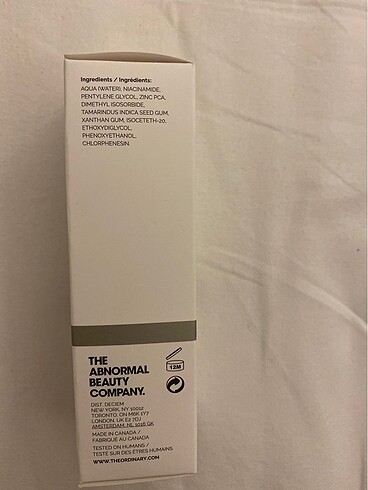 Ingredients / Ingrédients:
AQUA (WATER), NIACINAMIDE,
PENTYLENE GLYCOL, ZINC PCA,
DIMETHYL ISOSORBIDE,
TAMARINDUS INDICA SEED GUM,
XANTHAN GUM, ISOCETETH-20,
ETHOXYDIGLYCOL,
PHENOXYETHANOL,
CHLORPHENESIN
THE
ABNORMAL
BEAUTY
COMPANY.
12M
DIST. DECIEM
NEW YORK, NY 10012
TORONTO, ON M6K 1Y7
LONDON, UK E2 7DJ
AMSTERDAM, NL 1016 GK
MADE IN CANADA /
FABRIQUÉ AU CANADA
TESTED ON HUMANS /
TESTÉ SUR DES ÊTRES HUMAINS
WWW.THEORDINARY.COM